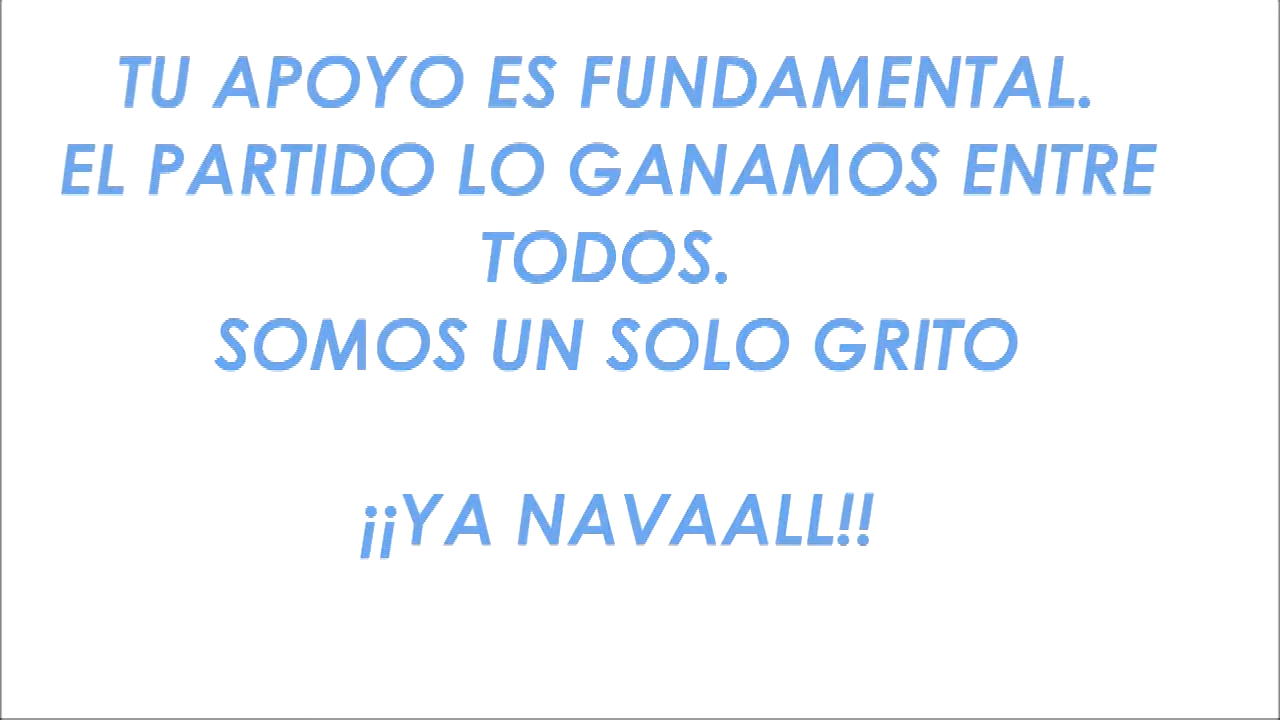 TU APOYO ES FUNDAMENTAL.
EL PARTIDO LO GANAMOS ENTRE
TODOS.
SOMOS UN SOLO GRITO
¡¡YA NAVAALL!!